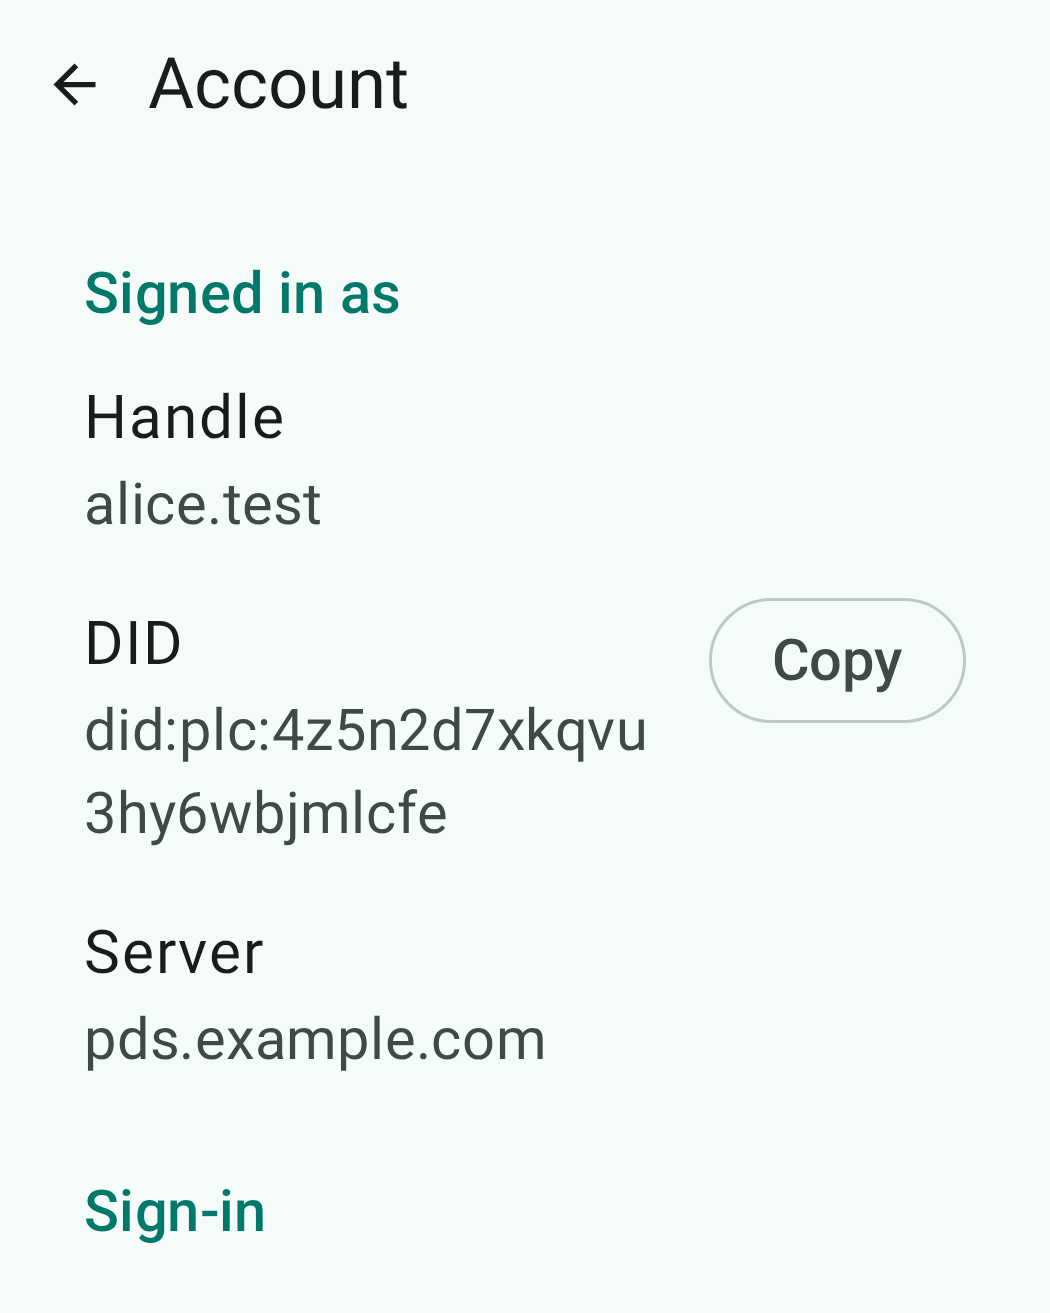 Account
Signed in as
Handle
alice.test
DID
Copy
did:plc:4z5n2d7xkqvu
3hy6wbjmlcfe
Server
pds.example.com
Sign-in